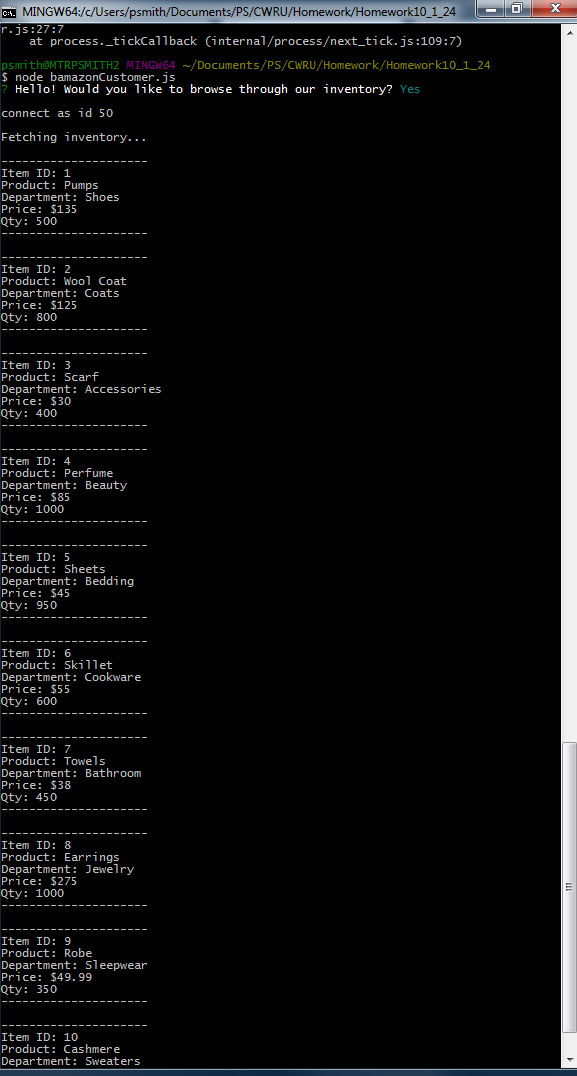 MINGW64:/c/Users/psmith/Documents/PS/CWRU/Homework/Homework10_1_24
r.js:27:7
    at process._tickCallback (internal/process/next_tick.js:109:7)
psmith@MTRPSMITH2 MINGW64 ~/Documents/PS/CWRU/Homework/Homework10_1_24
$ node bamazonCustomer.js
? Hello! Would you like to browse through our inventory? Yes
connect as id 50
Fetching inventory...
---------------------
Item ID: 1
Product: Pumps
Department: Shoes
Price: $135
Qty: 500
---------------------
---------------------
Item ID: 2
Product: Wool Coat
Department: Coats
Price: $125
Qty: 800
---------------------
---------------------
Item ID: 3
Product: Scarf
Department: Accessories
Price: $30
Qty: 400
---------------------
---------------------
Item ID: 4
Product: Perfume
Department: Beauty
Price: $85
Qty: 1000
---------------------
---------------------
Item ID: 5
Product: Sheets
Department: Bedding
Price: $45
Qty: 950
---------------------
---------------------
Item ID: 6
Product: Skillet
Department: Cookware
Price: $55
Qty: 600
---------------------
---------------------
Item ID: 7
Product: Towels
Department: Bathroom
Price: $38
Qty: 450
---------------------
---------------------
Item ID: 8
Product: Earrings
Department: Jewelry
Price: $275
Qty: 1000
---------------------
---------------------
Item ID: 9
Product: Robe
Department: Sleepwear
Price: $49.99
Qty: 350
---------------------
---------------------
Item ID: 10
Product: Cashmere
Department: Sweaters